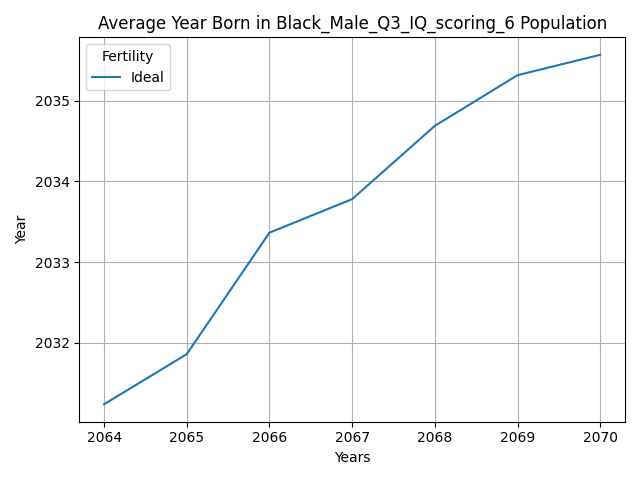 Average Year Born in Black_Male_Q3_IQ_scoring_6 Population
Fertility
Ideal
2035
2034
2033
2032
Year
2064 2065 2066 2067 2068 2069 2070
Years